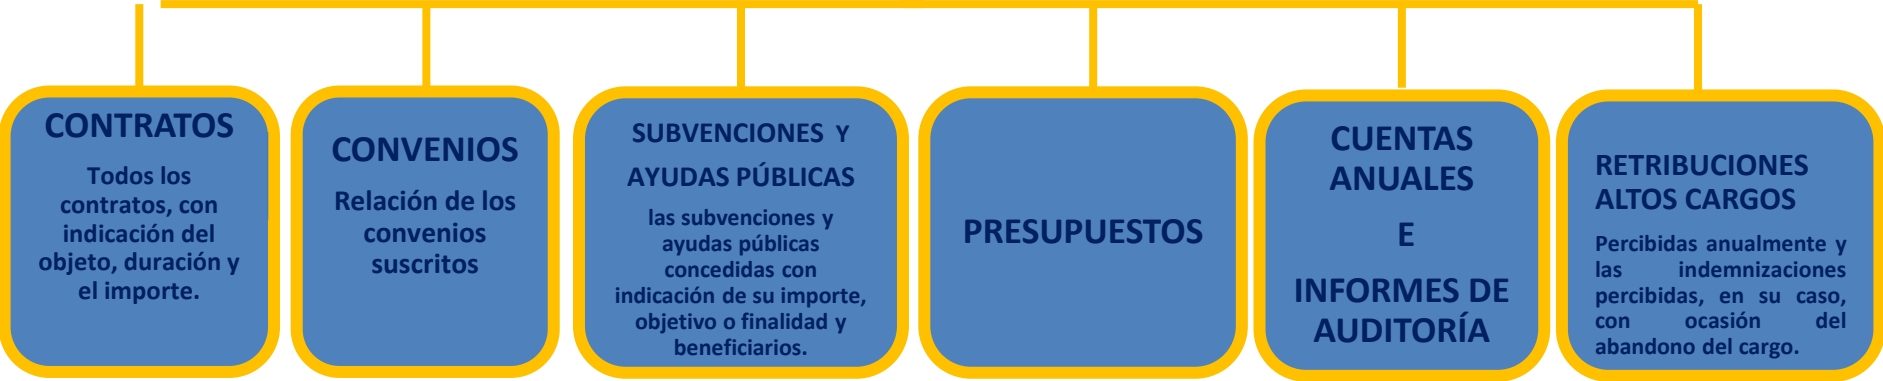 CONTRATOS
Todos los
contratos, con
indicación del
objeto, duración y
el importe.
CONVENIOS
Relación de los
convenios
suscritos
SUBVENCIONES Y
AYUDAS PÚBLICAS
las subvenciones y
ayudas públicas
concedidas con
indicación de su importe,
objetivo o finalidad y
beneficiarios.
PRESUPUESTOS
CUENTAS
ANUALES
E
INFORMES DE
AUDITORÍA
RETRIBUCIONES
ALTOS CARGOS
Percibidas anualmente y
las indemnizaciones
percibidas, en su caso,
con ocasión del
abandono del cargo.